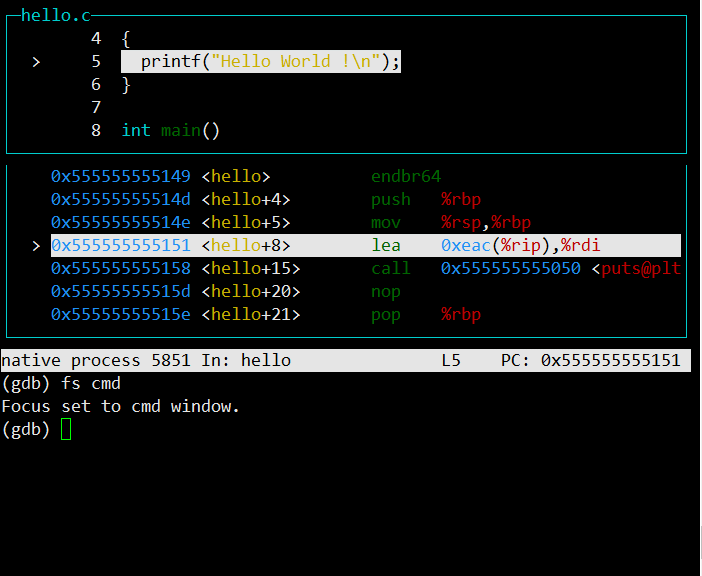 hello.c
4 {
> 5 printf("Hello World !\n");
6 }
7
8 int main()
0x555555555149 <hello> endbr64
0x55555555514d <hello+4> push %rbp
0x55555555514e <hello+5> mov %rsp,%rbp
> 0x555555555151 <hello+8> lea 0xeac(%rip),%rdi
0x555555555158 <hello+15> call 0x555555555050 <puts@plt
0x55555555515d <hello+20> nop
0x55555555515e <hello+21> pop %rbp
native process 5851 In: hello L5 PC: 0x555555555151
(gdb) fs cmd
Focus set to cmd window.
(gdb)